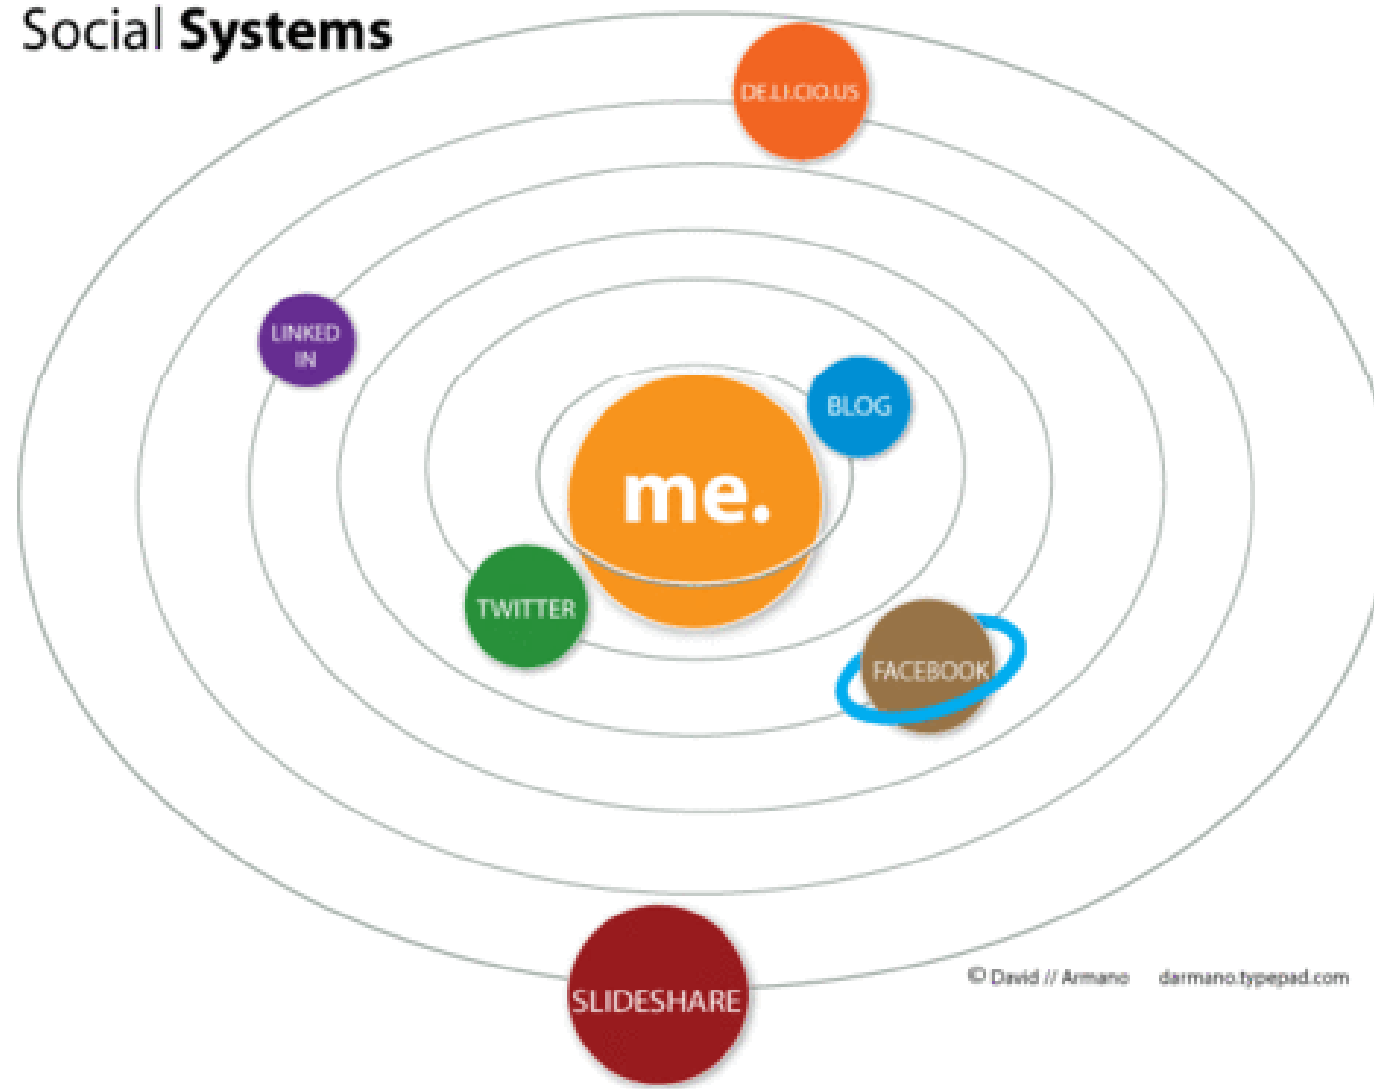 Social Systems
DE.LI.CIO.US
LINKED
IN
BLOG
me.
TWITTER
FACEBOOK
SLIDESHARE
© David // Armano darmano.typepad.com